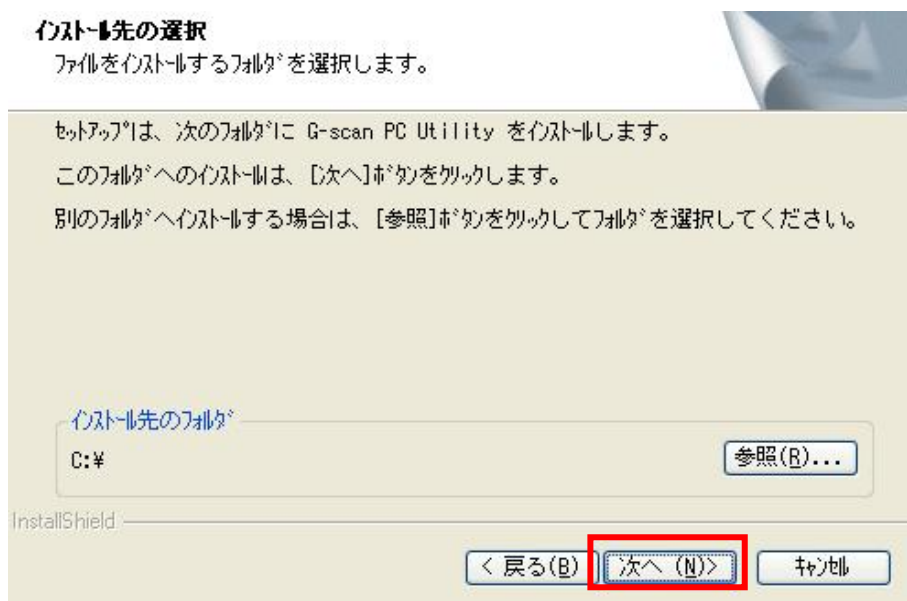 インストール先の選択
ファイルをインストールするフォルダを選択します。
セットアップは、次のフォルダに G-scan PC Utility をインストールします。
このフォルダへのインストールは、[次へ]ボタンをクリックします。
別のフォルダへインストールする場合は、[参照]ボタンをクリックしてフォルダを選択してください。
インストール先のフォルダ
C:¥
参照(R)...
InstallShield
< 戻る(B)
次へ (N)>
キャンセル